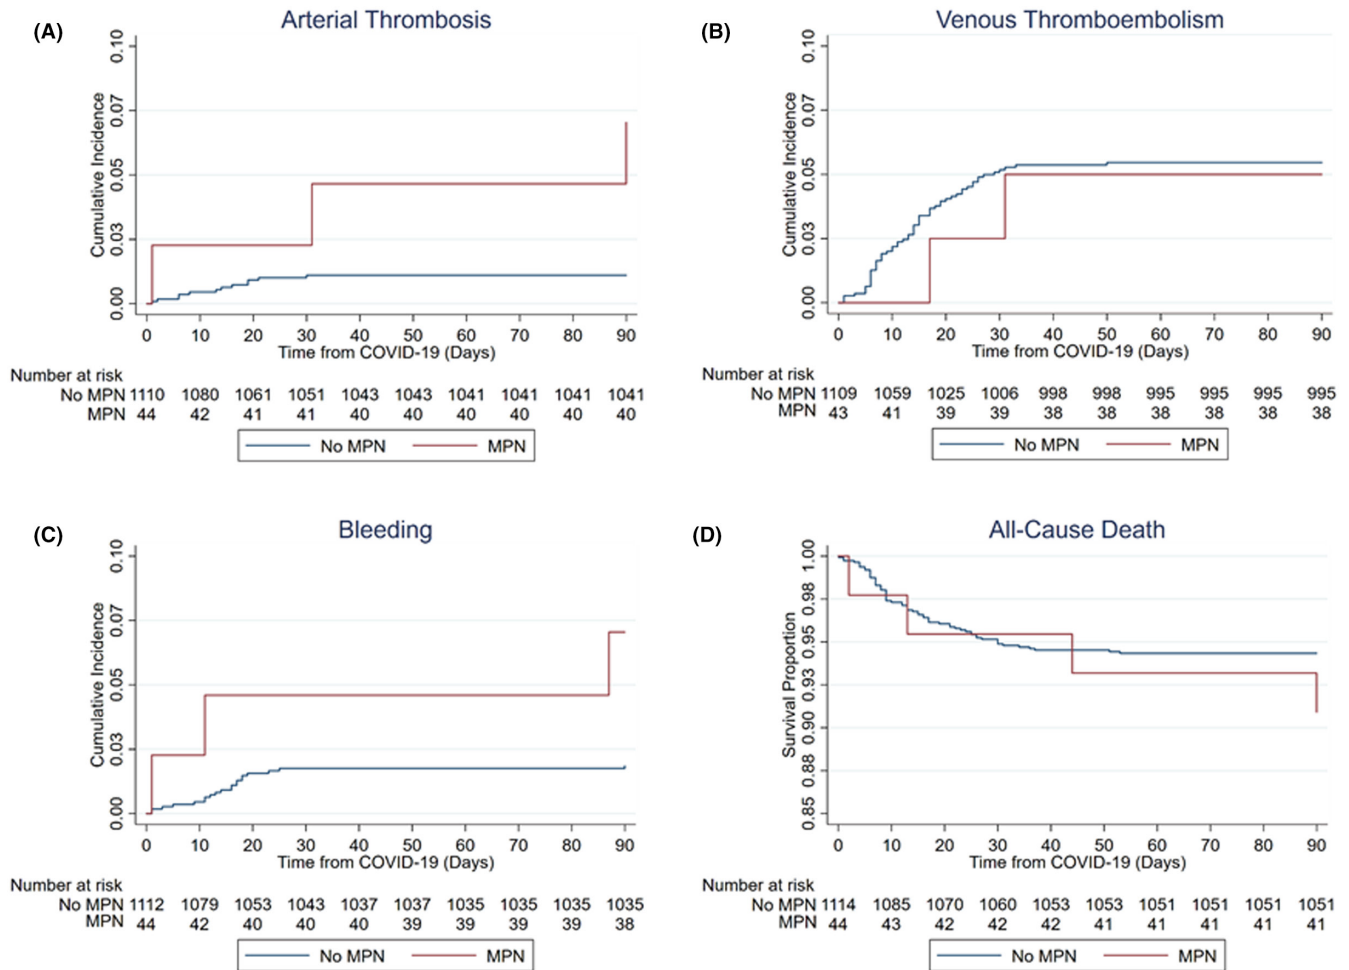 (A) Arterial Thrombosis
Cumulative Incidence
0.10
0.07
0.05
0.03
0.00
0 10 20 30 40 50 60 70 80 90
Time from COVID-19 (Days)
Number at risk
No MPN 1110 1080 1061 1051 1043 1043 1041 1041 1041 1041
MPN 44 42 41 41 40 40 40 40 40 40
No MPN MPN
(B) Venous Thromboembolism
Cumulative Incidence
0.10
0.07
0.05
0.03
0.00
0 10 20 30 40 50 60 70 80 90
Time from COVID-19 (Days)
Number at risk
No MPN 1109 1059 1025 1006 998 998 995 995 995 995
MPN 43 41 39 39 38 38 38 38 38 38
No MPN MPN
(C) Bleeding
Cumulative Incidence
0.10
0.07
0.05
0.03
0.00
0 10 20 30 40 50 60 70 80 90
Time from COVID-19 (Days)
Number at risk
No MPN 1112 1079 1053 1043 1037 1037 1035 1035 1035 1035
MPN 44 42 40 40 40 39 39 39 39 38
No MPN MPN
(D) All-Cause Death
Survival Proportion
1.00
0.98
0.95
0.93
0.90
0.88
0.85
0 10 20 30 40 50 60 70 80 90
Time from COVID-19 (Days)
Number at risk
No MPN 1114 1085 1070 1060 1053 1053 1051 1051 1051 1051
MPN 44 43 42 42 42 41 41 41 41 41
No MPN MPN